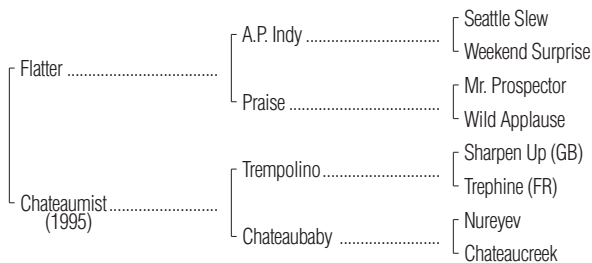 Seattle Slew
A.P. Indy
Weekend Surprise
Flatter
Mr. Prospector
Praise
Wild Applause
Sharpen Up (GB)
Trempolino
Trephine (FR)
Chateaumist
(1995)
Nureyev
Chateaubaby
Chateaucreek